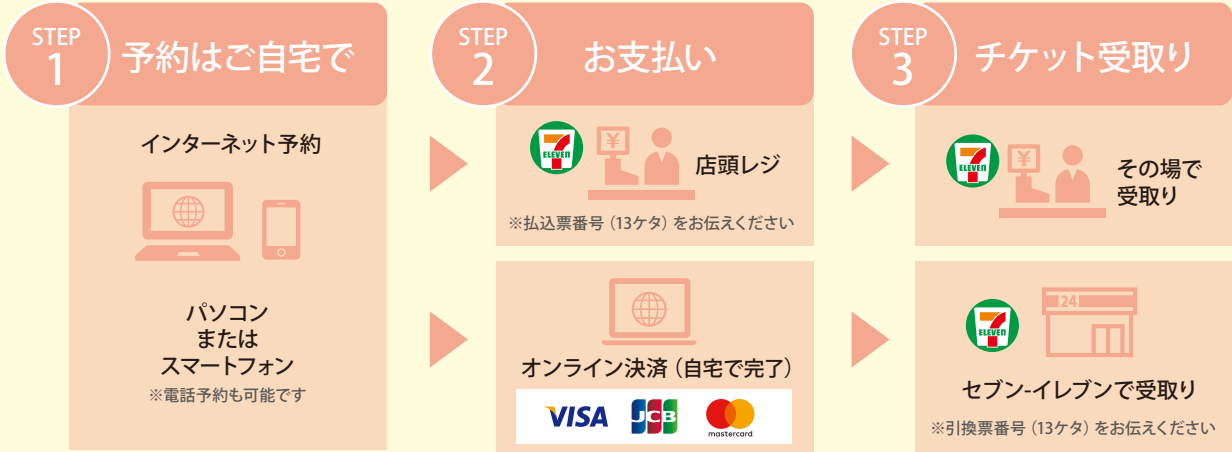 STEP
1
予約はご自宅で
インターネット予約
パソコン
または
スマートフォン
※電話予約も可能です
STEP
2
お支払い
7
ELEVEN
¥
店頭レジ
※払込票番号（13ケタ）をお伝えください
オンライン決済（自宅で完了）
VISA
JCB
mastercard
STEP
3
チケット受取り
7
ELEVEN
¥
その場で
受取り
7
ELEVEN
24
セブン-イレブンで受取り
※引換票番号（13ケタ）をお伝えください